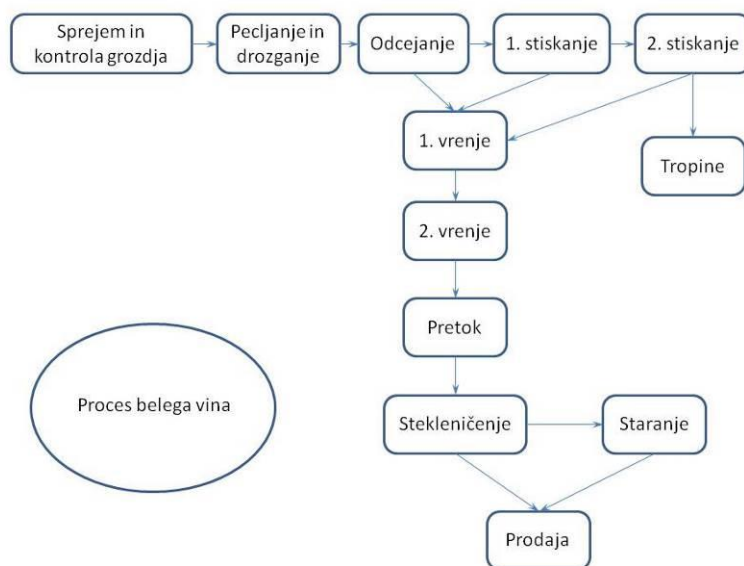 Sprejem in
kontrola grozdja
Pecljanje in
drozganje
Odcejanje
1. stiskanje
2. stiskanje
1. vrenje
Tropine
2. vrenje
Pretok
Proces belega vina
Stekleničenje
Staranje
Prodaja